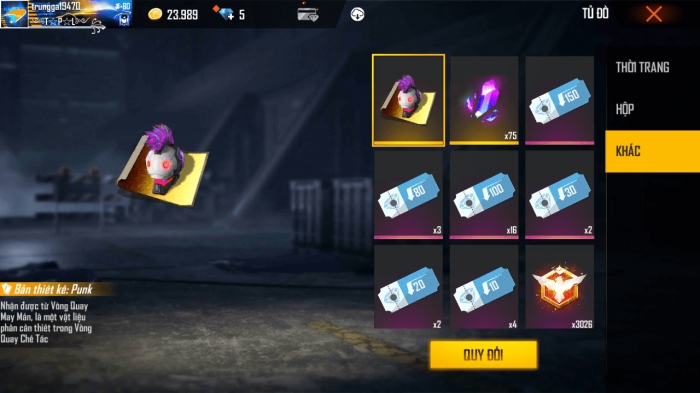 trungga19470
23.989
5
TỦ ĐỒ
THỜI TRANG
HỘP
KHÁC
x75
150
80
x3
100
x16
30
x2
20
x2
10
x4
x3026
Bản thiết kế: Punk
Nhận được từ Vòng Quay
May Mắn, là một vật liệu
phần cần thiết trong Vòng
Quay Chế Tác
QUY ĐỔI